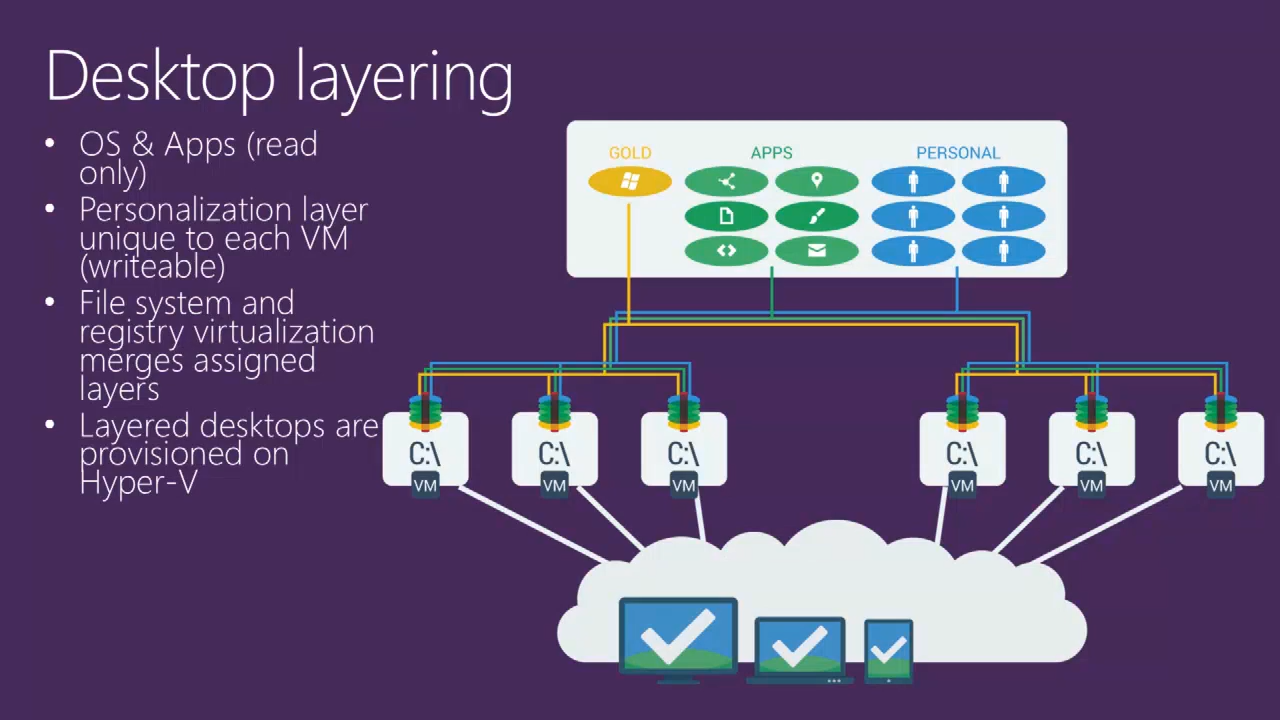 Desktop layering
• OS & Apps (read
only)
• Personalization layer
unique to each VM
(writeable)
• File system and
registry virtualization
merges assigned
layers
• Layered desktops are
provisioned on
Hyper-V
GOLD APPS PERSONAL
C:\ C:\ C:\ C:\ C:\ C:\
VM VM VM VM VM VM